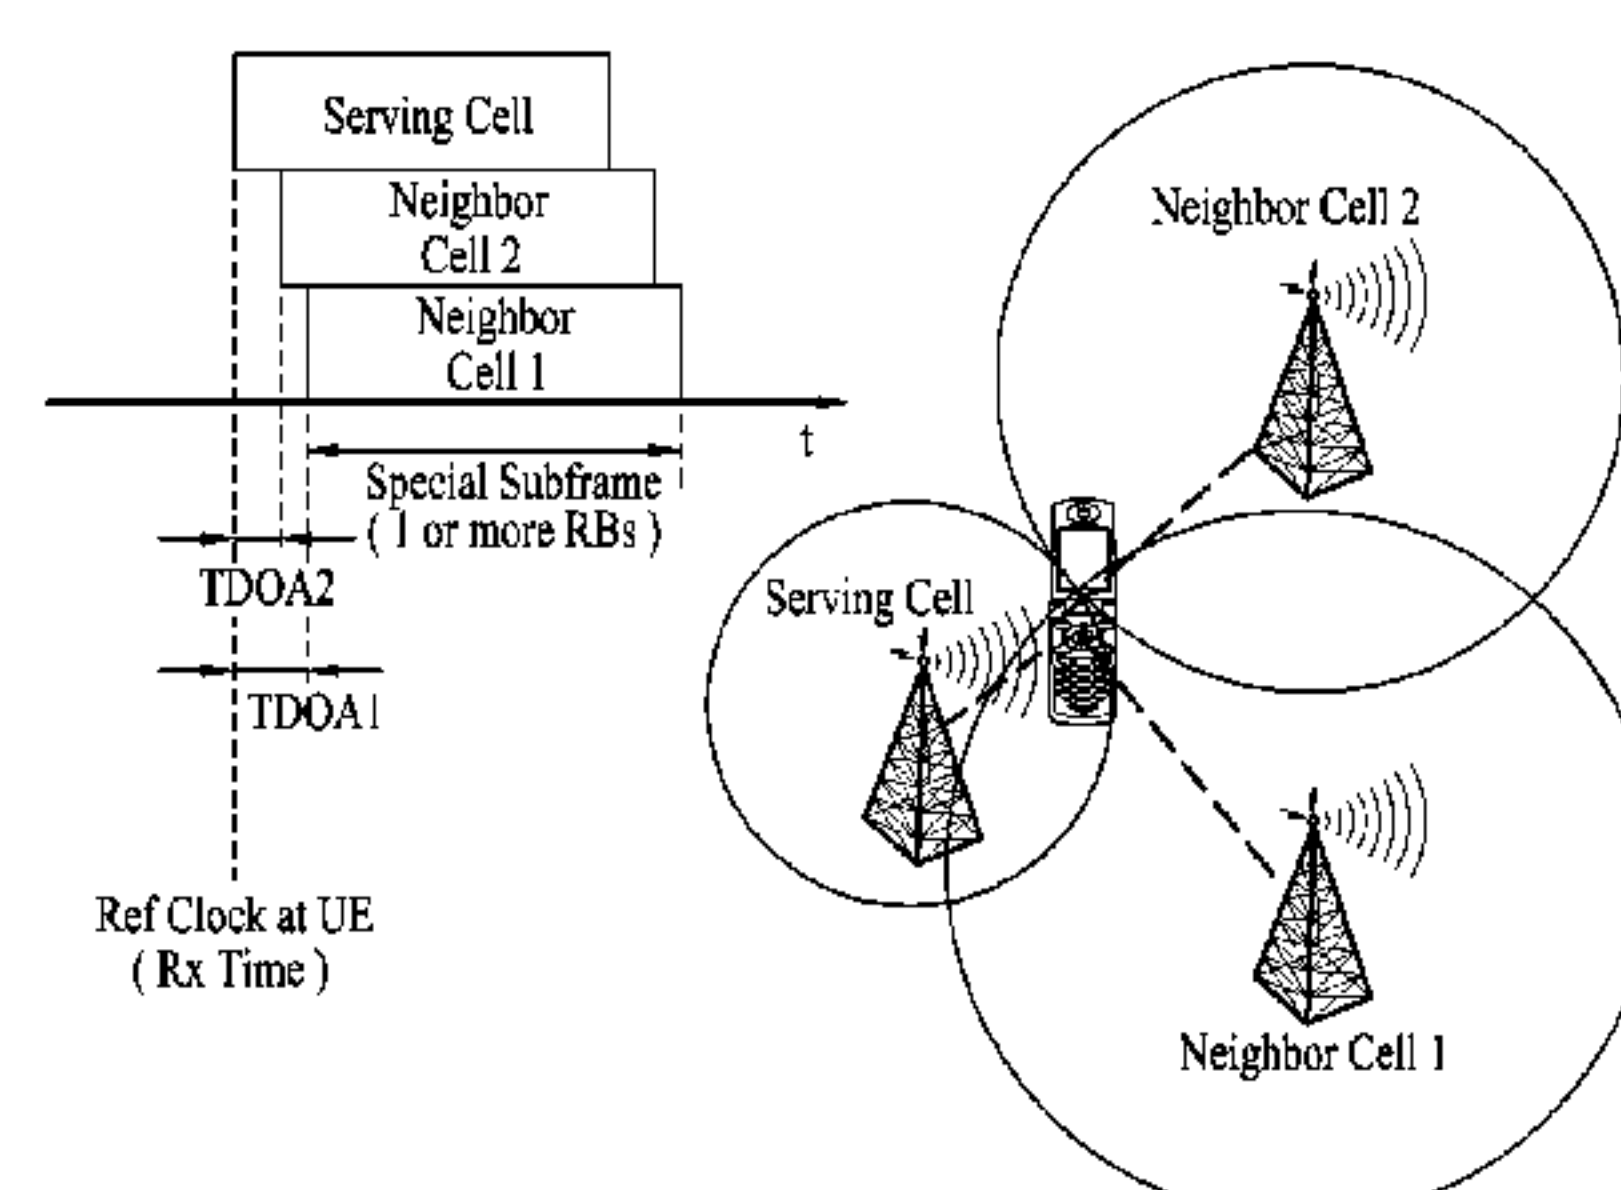 Serving Cell
Neighbor
Cell 2
Neighbor
Cell 1
t
Special Subframe
( 1 or more RBs )
TDOA2
TDOA1
Ref Clock at UE
( Rx Time )
Neighbor Cell 2
Serving Cell
Neighbor Cell 1